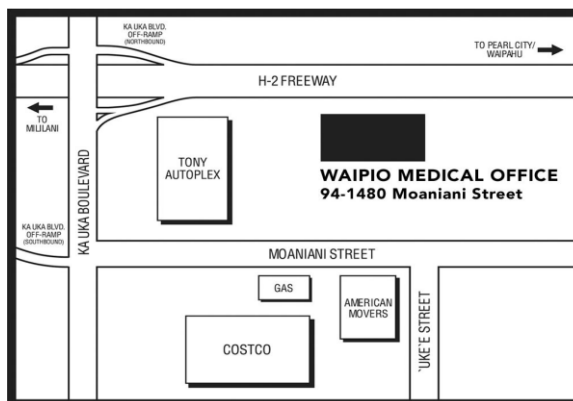 KA UKA BLVD.
OFF-RAMP
(NORTHBOUND)
TO PEARL CITY/
WAIPAHU
H-2 FREEWAY
TO
MILILANI
TONY
AUTOPLEX
WAIPIO MEDICAL OFFICE
94-1480 Moaniani Street
KA UKA BOULEVARD
KA UKA BLVD.
OFF-RAMP
(SOUTHBOUND)
MOANIANI STREET
GAS
AMERICAN
MOVERS
COSTCO
'UKE'E STREET